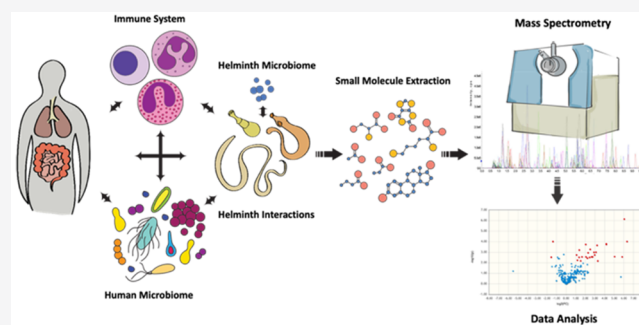 Immune System
Mass Spectrometry
Helminth Microbiome
Small Molecule Extraction
Helminth Interactions
Human Microbiome
Data Analysis